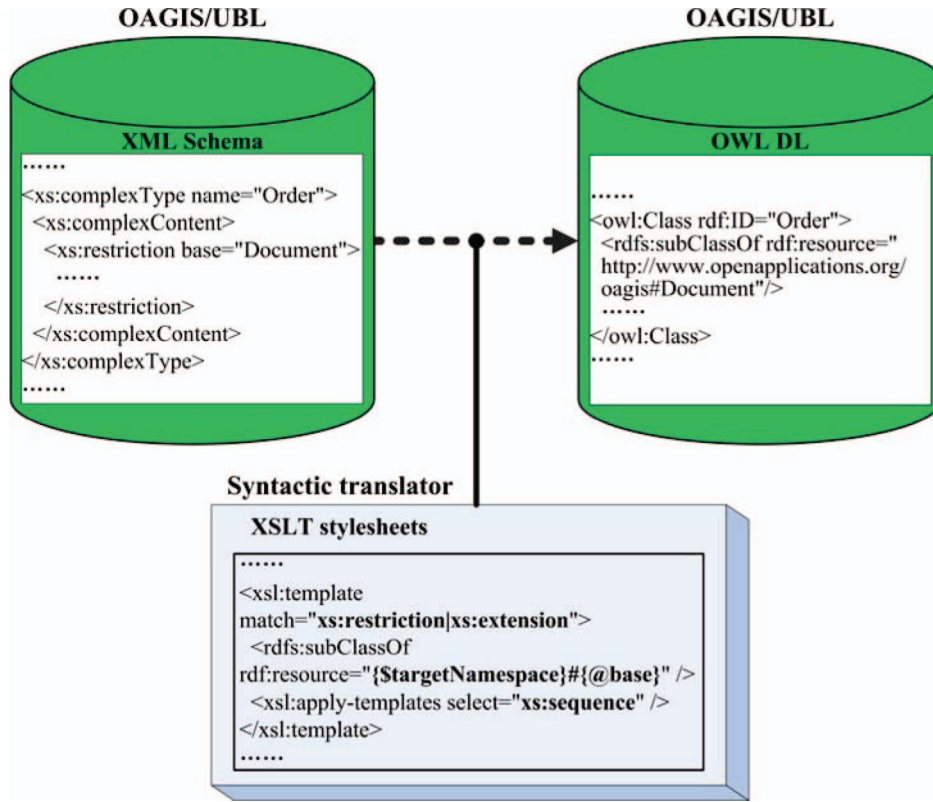 OAGIS/UBL
XML Schema
……
<xs:complexType name="Order">
<xs:complexContent>
<xs:restriction base="Document">
……
</xs:restriction>
</xs:complexContent>
</xs:complexType>
……
OAGIS/UBL
OWL DL
……
<owl:Class rdf:ID="Order">
<rdfs:subClassOf rdf:resource="
http://www.openapplications.org/
oagis#Document"/>
……
</owl:Class>
……
Syntactic translator
XSLT stylesheets
……
<xsl:template
match="xs:restriction|xs:extension">
<rdfs:subClassOf
rdf:resource="{$targetNamespace}#{@base}" />
<xsl:apply-templates select="xs:sequence" />
</xsl:template>
……